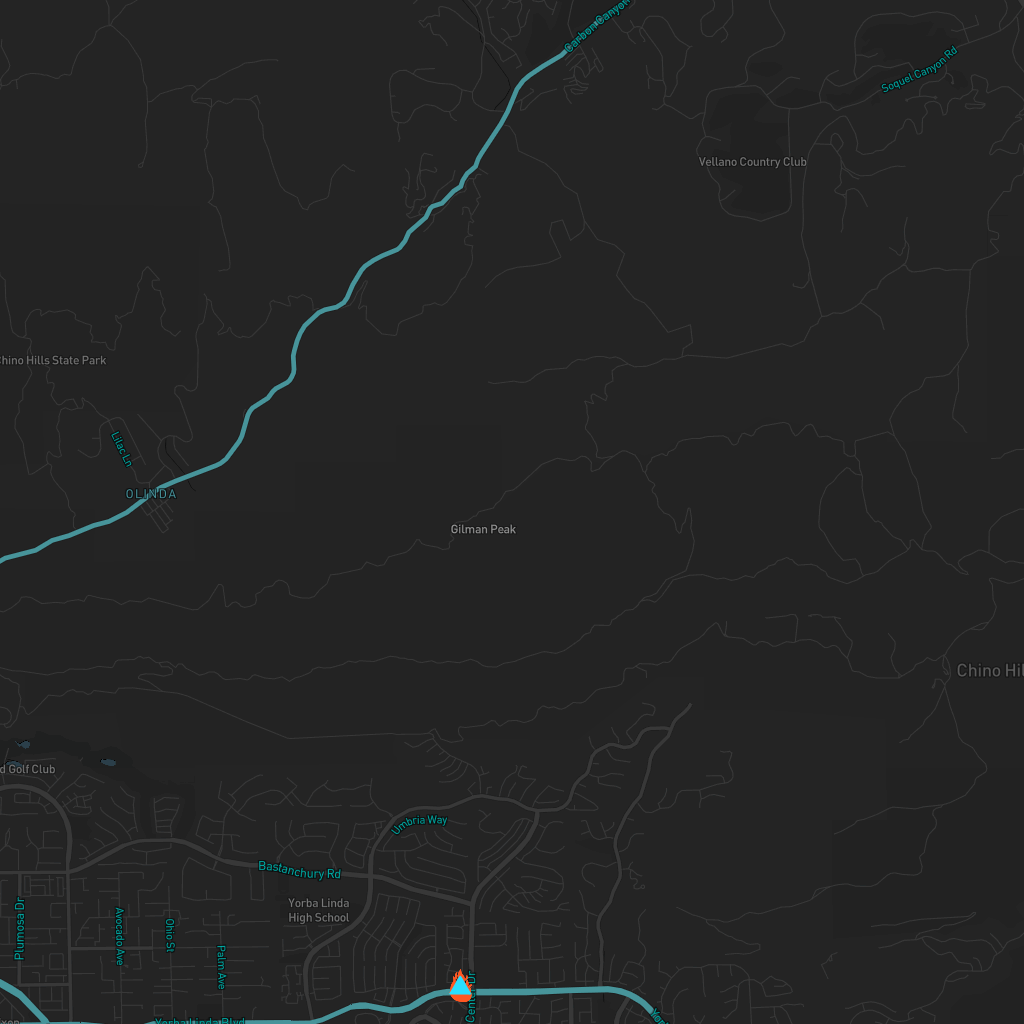 Carbon Canyon
Soquel Canyon Rd
Vellano Country Club
Chino Hills State Park
Lilac Ln
OLINDA
Gilman Peak
Chino Hil
d Golf Club
Umbria Way
Bastanchury Rd
Yorba Linda
High School
Plumosa Dr
Avocado Ave
Ohio St
Palm Ave
Yorba Linda Blvd